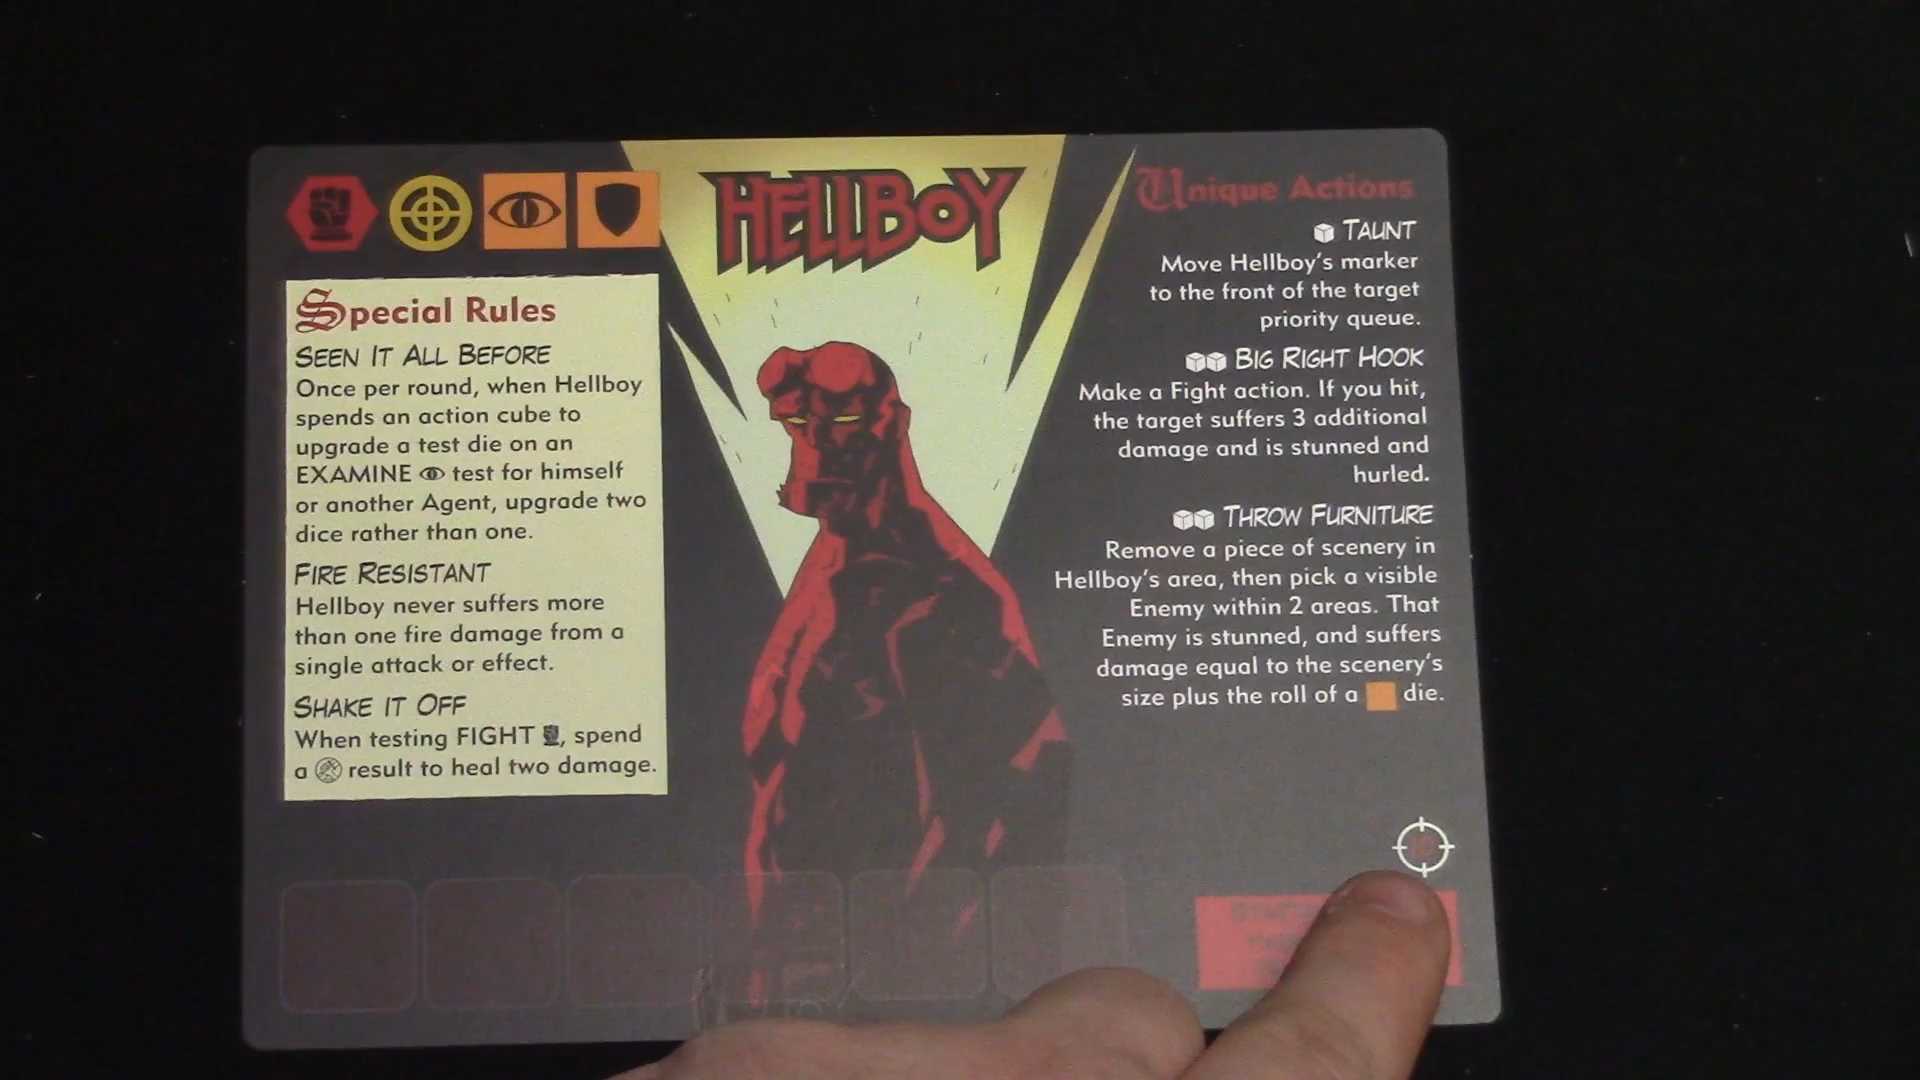 HELLBOY
Special Rules
SEEN IT ALL BEFORE
Once per round, when Hellboy
spends an action cube to
upgrade a test die on an
EXAMINE test for himself
or another Agent, upgrade two
dice rather than one.
FIRE RESISTANT
Hellboy never suffers more
than one fire damage from a
single attack or effect.
SHAKE IT OFF
When testing FIGHT, spend
a result to heal two damage.
Unique Actions
TAUNT
Move Hellboy's marker
to the front of the target
priority queue.
BIG RIGHT HOOK
Make a Fight action. If you hit,
the target suffers 3 additional
damage and is stunned and
hurled.
THROW FURNITURE
Remove a piece of scenery in
Hellboy's area, then pick a visible
Enemy within 2 areas. That
Enemy is stunned, and suffers
damage equal to the scenery's
size plus the roll of a die.